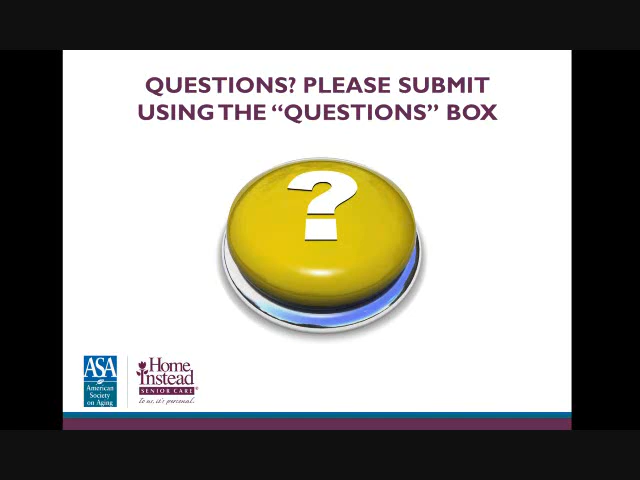 QUESTIONS? PLEASE SUBMIT
USING THE “QUESTIONS” BOX
?
ASA
American
Society
on Aging
Home
Instead
SENIOR CARE®
To us, it's personal.